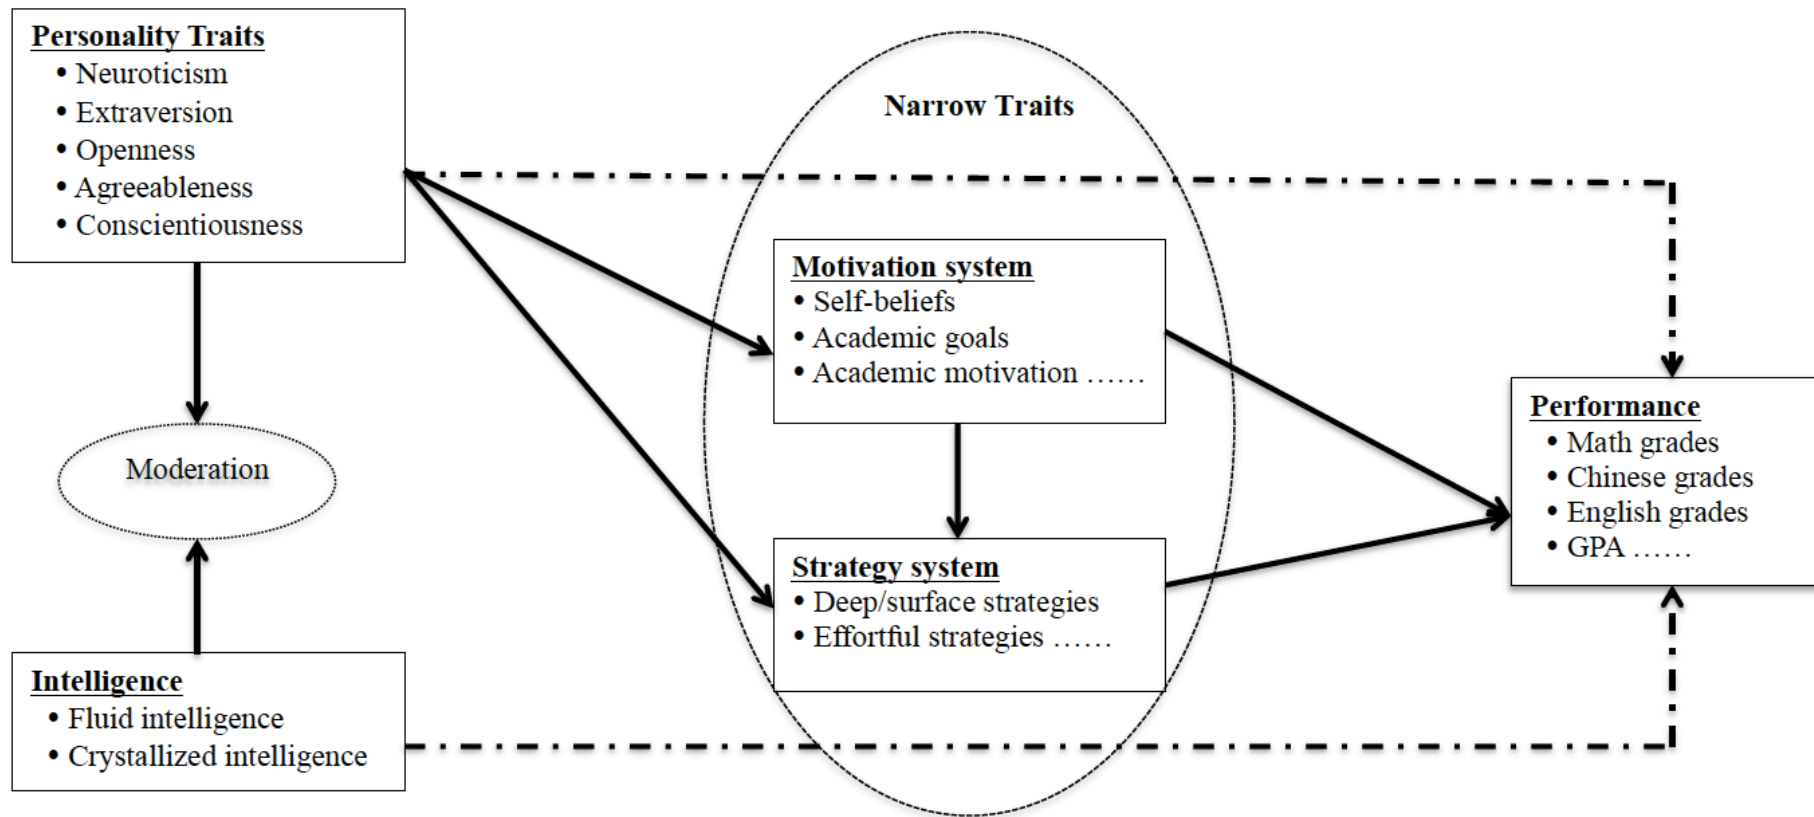 Personality Traits
• Neuroticism
• Extraversion
• Openness
• Agreeableness
• Conscientiousness
Narrow Traits
Motivation system
• Self-beliefs
• Academic goals
• Academic motivation ……
Performance
• Math grades
• Chinese grades
• English grades
• GPA ……
Moderation
Strategy system
• Deep/surface strategies
• Effortful strategies ……
Intelligence
• Fluid intelligence
• Crystallized intelligence